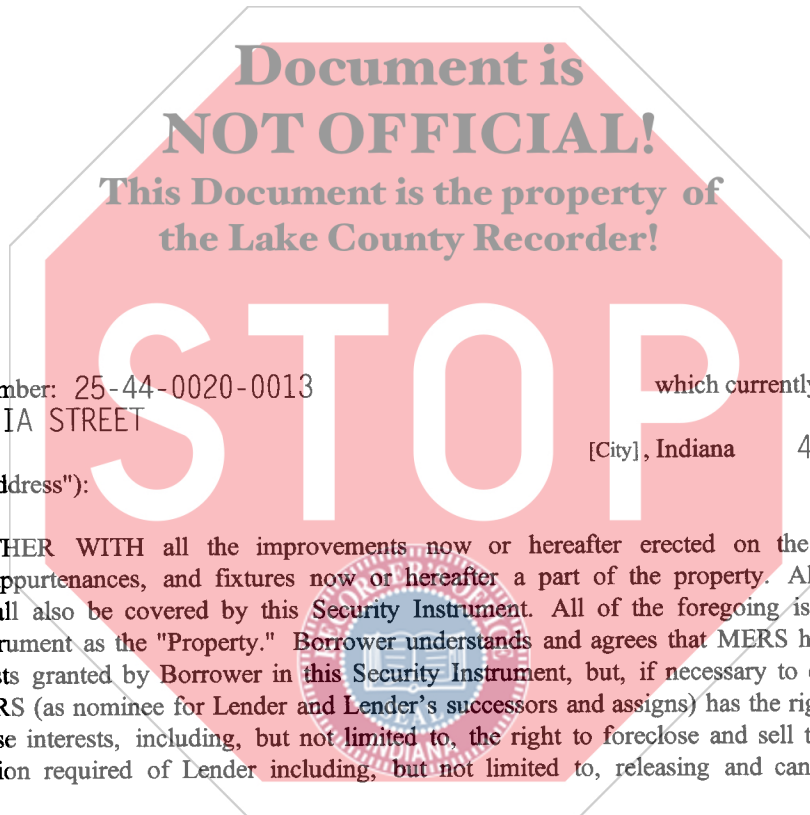 Document is
NOT OFFICIAL!
This Document is the property of
the Lake County Recorder!
STOP
mber: 25-44-0020-0013 which currently
IA STREET
[City], Indiana 4
ddress"):
HER WITH all the improvements now or hereafter erected on the
ppurtenances, and fixtures now or hereafter a part of the property. Al
all also be covered by this Security Instrument. All of the foregoing is
rument as the "Property." Borrower understands and agrees that MERS h
sts granted by Borrower in this Security Instrument, but, if necessary to
RS (as nominee for Lender and Lender's successors and assigns) has the rig
se interests, including, but not limited to, the right to foreclose and sell t
ion required of Lender including, but not limited to, releasing and can
SEAL
INDIANA